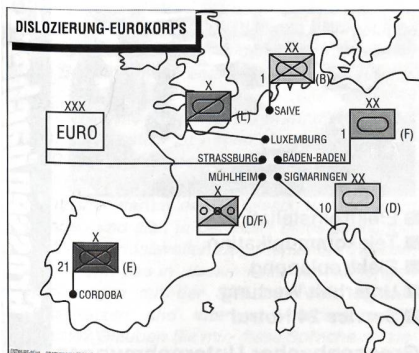 DISLOZIERUNG-EUROKORPS
XX
1 (B)
X
(L)
SAIVE
XXX
EURO
XX
1 (F)
LUXEMBURG
STRASSBURG BADEN-BADEN
MÜHLHEIM SIGMARINGEN
X
(D/F)
XX
10 (D)
X
21 (E)
CORDOBA